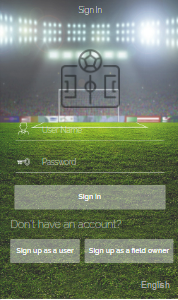 Sign In
User Name
Password
Sign in
Don't have an account?
Sign up as a user
Sign up as a field owner
English